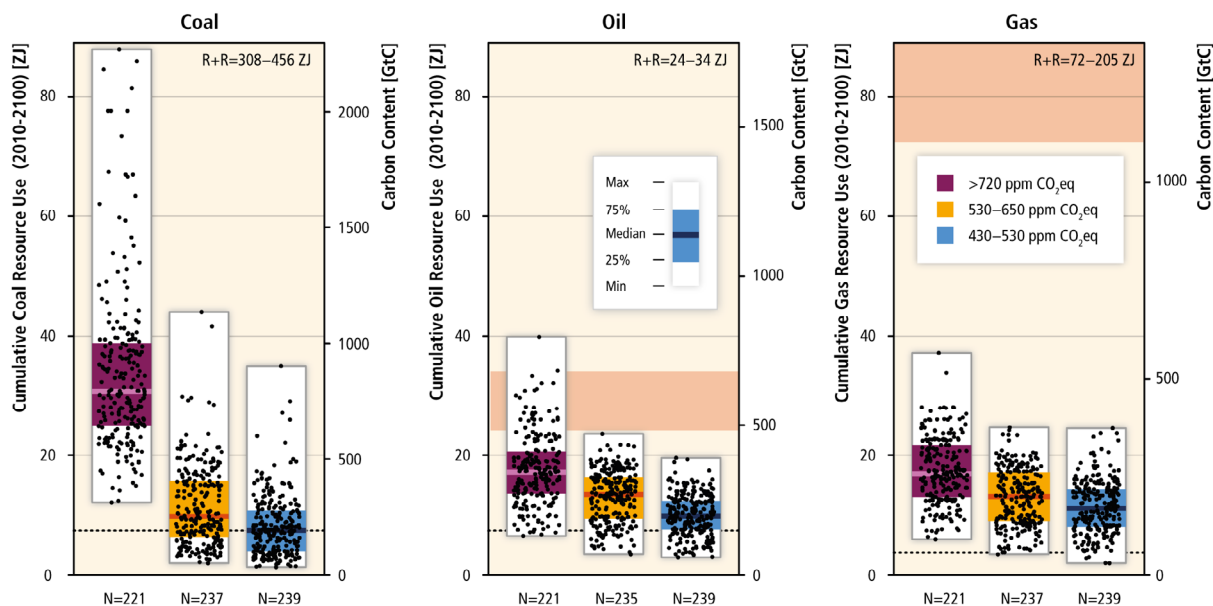 Coal
Cumulative Coal Resource Use (2010-2100) [ZJ]
80
60
40
20
0
R+R=308–456 ZJ
Carbon Content [GtC]
2000
1500
1000
500
0
N=221 N=237 N=239
Oil
Cumulative Oil Resource Use (2010-2100) [ZJ]
80
60
40
20
0
R+R=24–34 ZJ
Max
75%
Median
25%
Min
Carbon Content [GtC]
1500
1000
500
0
N=221 N=235 N=239
Gas
Cumulative Gas Resource Use (2010-2100) [ZJ]
80
60
40
20
0
R+R=72–205 ZJ
>720 ppm CO₂eq
530–650 ppm CO₂eq
430–530 ppm CO₂eq
Carbon Content [GtC]
1000
500
0
N=221 N=237 N=239